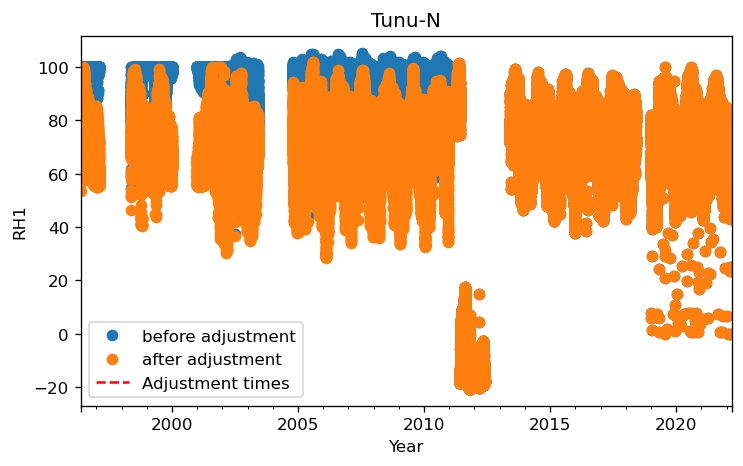 Tunu-N
RH1
100
80
60
40
20
0
−20
before adjustment
after adjustment
Adjustment times
2000 2005 2010 2015 2020
Year